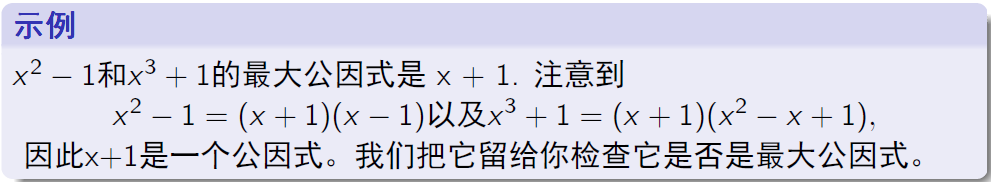 示例
x² − 1和x³ + 1的最大公因式是 x + 1. 注意到
x² − 1 = (x + 1)(x − 1)以及x³ + 1 = (x + 1)(x² − x + 1),
因此x+1是一个公因式。我们把它留给你检查它是否是最大公因式。